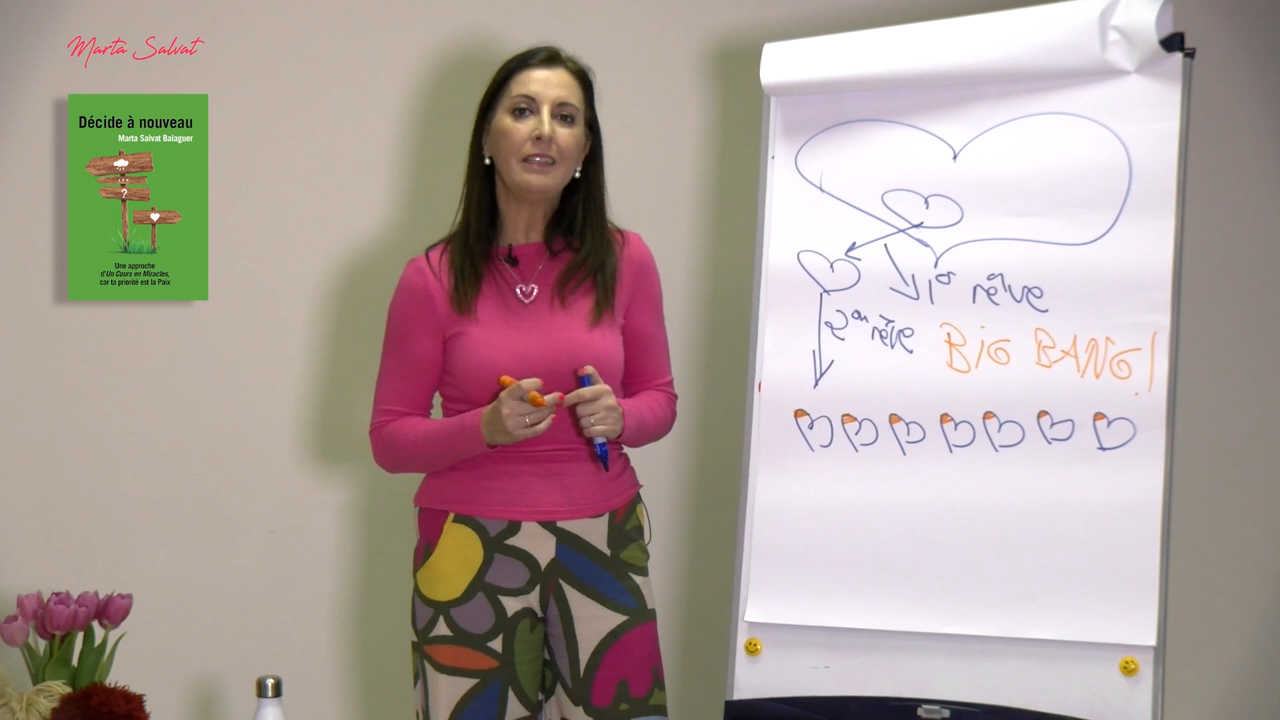 Marta Salvat
Décide à nouveau
Marta Salvat Balaguer
?
Une approche
d'Un Cours en Miracles,
car ta priorité est la Paix
1er rêve
2en rêve
BIG BANG!